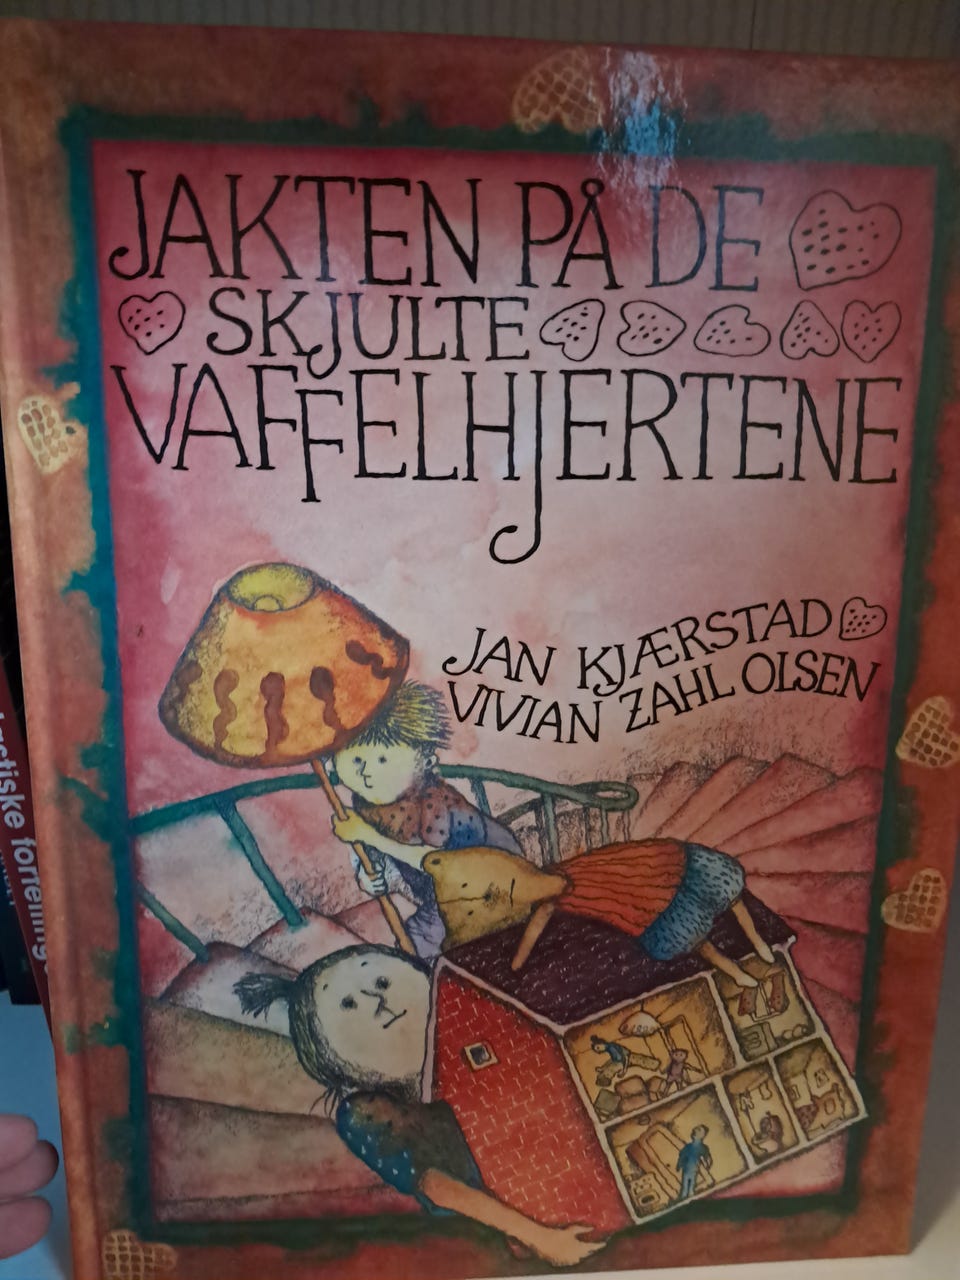 JAKTEN PÅ DE
SKJULTE
VAFFELHJERTENE
JAN KJÆRSTAD
VIVIAN ZAHL OLSEN